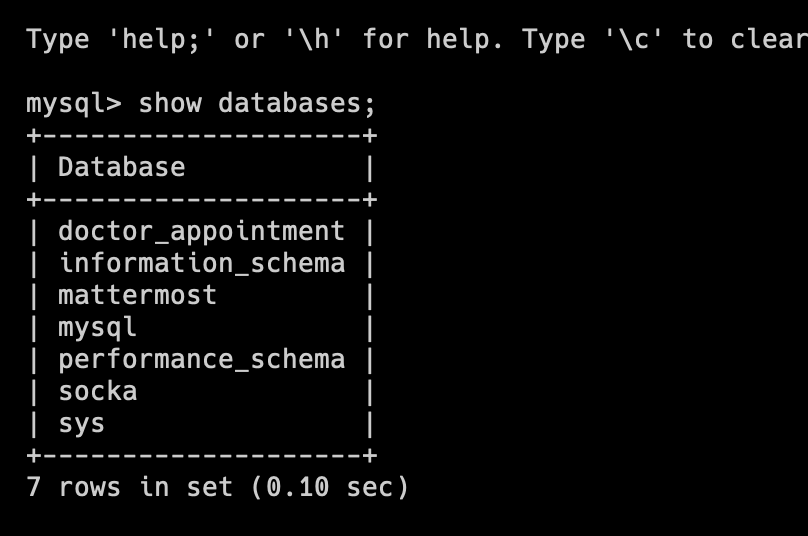 Type 'help;' or '\h' for help. Type '\c' to clear
mysql> show databases;
+--------------------+
| Database           |
+--------------------+
| doctor_appointment |
| information_schema |
| mattermost         |
| mysql              |
| performance_schema |
| socka              |
| sys                |
+--------------------+
7 rows in set (0.10 sec)